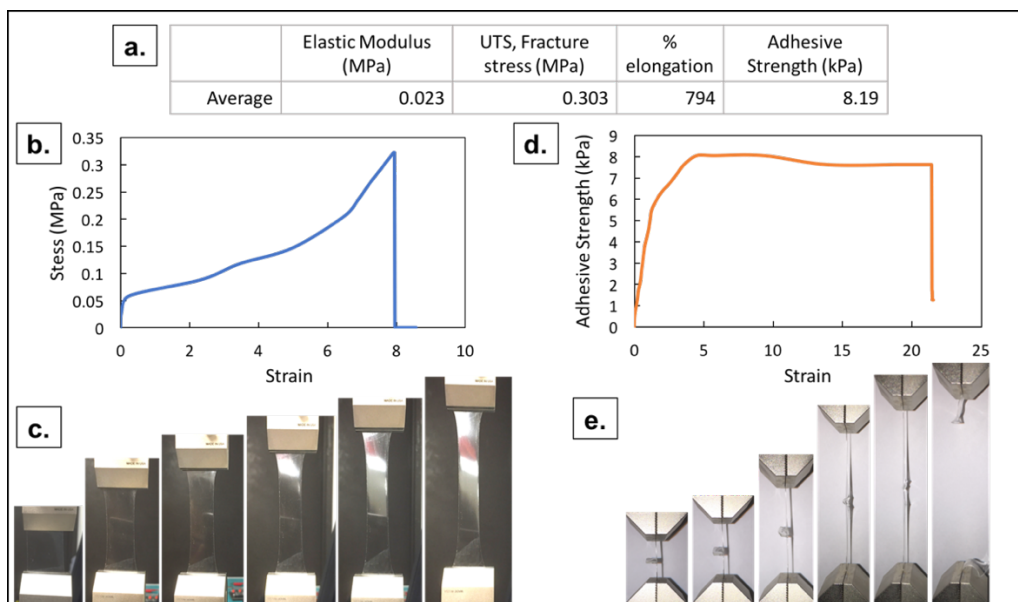 a.
Elastic Modulus (MPa) UTS, Fracture stress (MPa) % elongation Adhesive Strength (kPa)
Average 0.023 0.303 794 8.19
b.
0.35
0.3
0.25
0.2
0.15
0.1
0.05
0
Stess (MPa)
0 2 4 6 8 10
Strain
d.
9
8
7
6
5
4
3
2
1
0
Adhesive Strength (kPa)
0 5 10 15 20 25
Strain
c.
e.